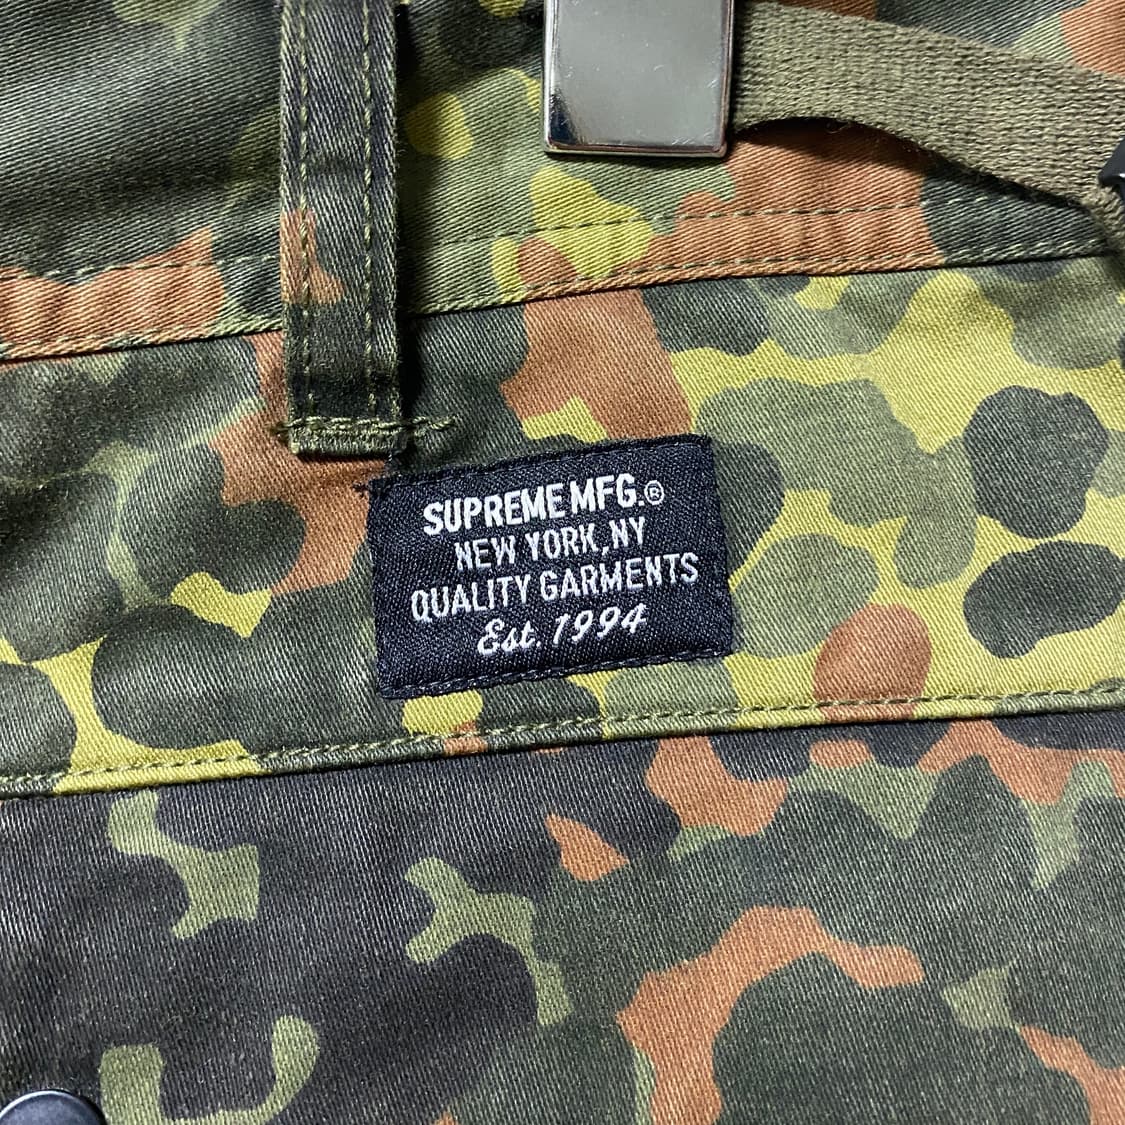 SUPREME MFG.®
NEW YORK, NY
QUALITY GARMENTS
Est. 1994